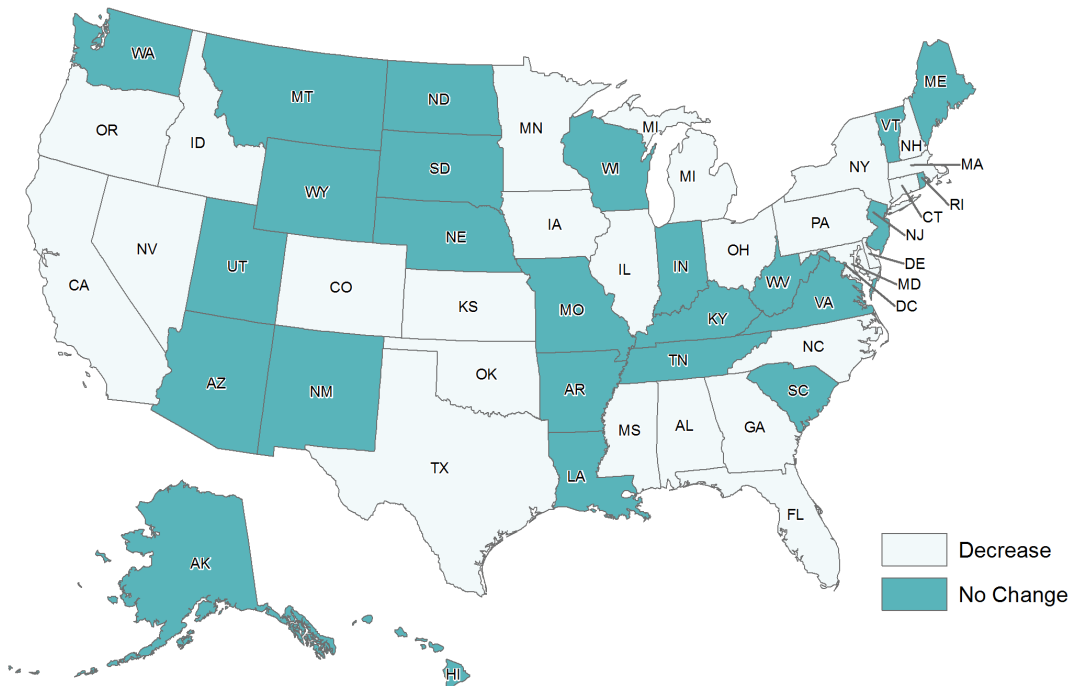 WA
MT
ND
ME
OR
ID
MN
MI
VT
NH
SD
WI
NY
MA
WY
MI
RI
IA
NE
PA
CT
NV
NJ
UT
OH
IL
IN
DE
CA
CO
WV
MD
KS
MO
VA
DC
KY
NC
TN
OK
AZ
NM
AR
SC
MS
AL
GA
TX
LA
FL
Decrease
AK
No Change
HI